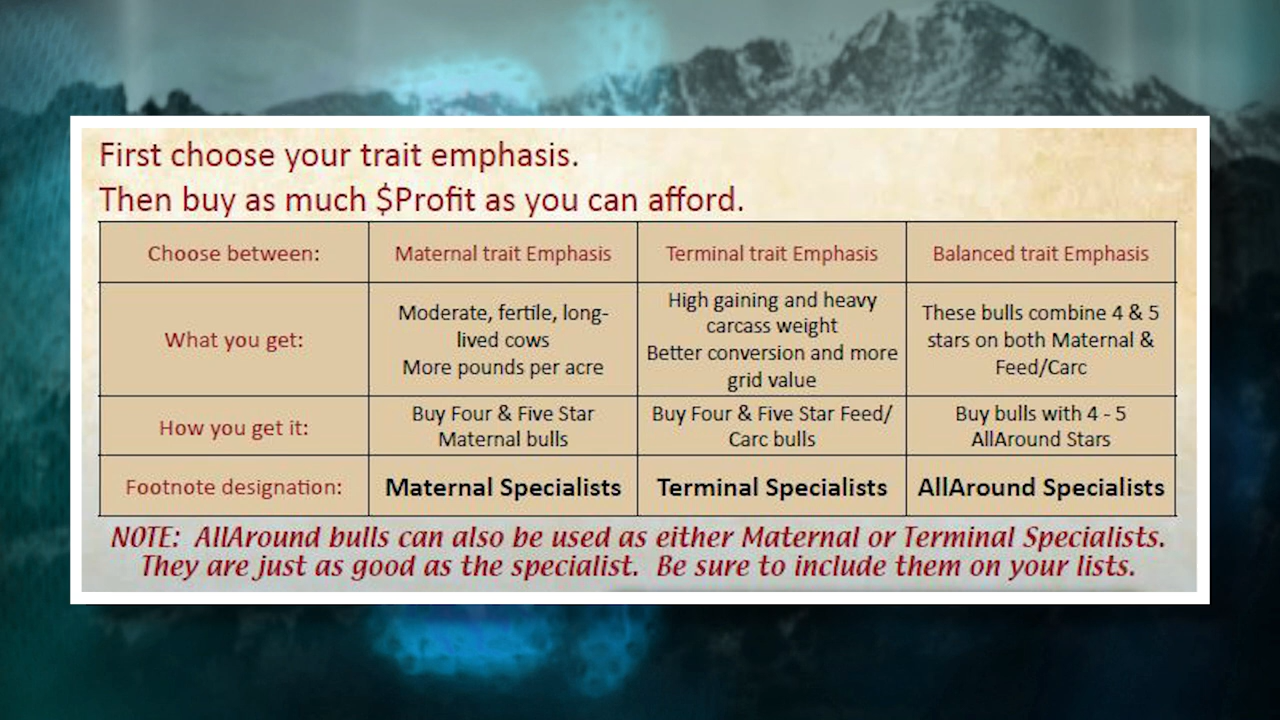 First choose your trait emphasis.
Then buy as much $Profit as you can afford.
Choose between:
Maternal trait Emphasis
Terminal trait Emphasis
Balanced trait Emphasis
What you get:
Moderate, fertile, long-
lived cows
More pounds per acre
High gaining and heavy
carcass weight
Better conversion and more
grid value
These bulls combine 4 & 5
stars on both Maternal &
Feed/Carc
How you get it:
Buy Four & Five Star
Maternal bulls
Buy Four & Five Star Feed/
Carc bulls
Buy bulls with 4 - 5
AllAround Stars
Footnote designation:
Maternal Specialists
Terminal Specialists
AllAround Specialists
NOTE: AllAround bulls can also be used as either Maternal or Terminal Specialists.
They are just as good as the specialist. Be sure to include them on your lists.